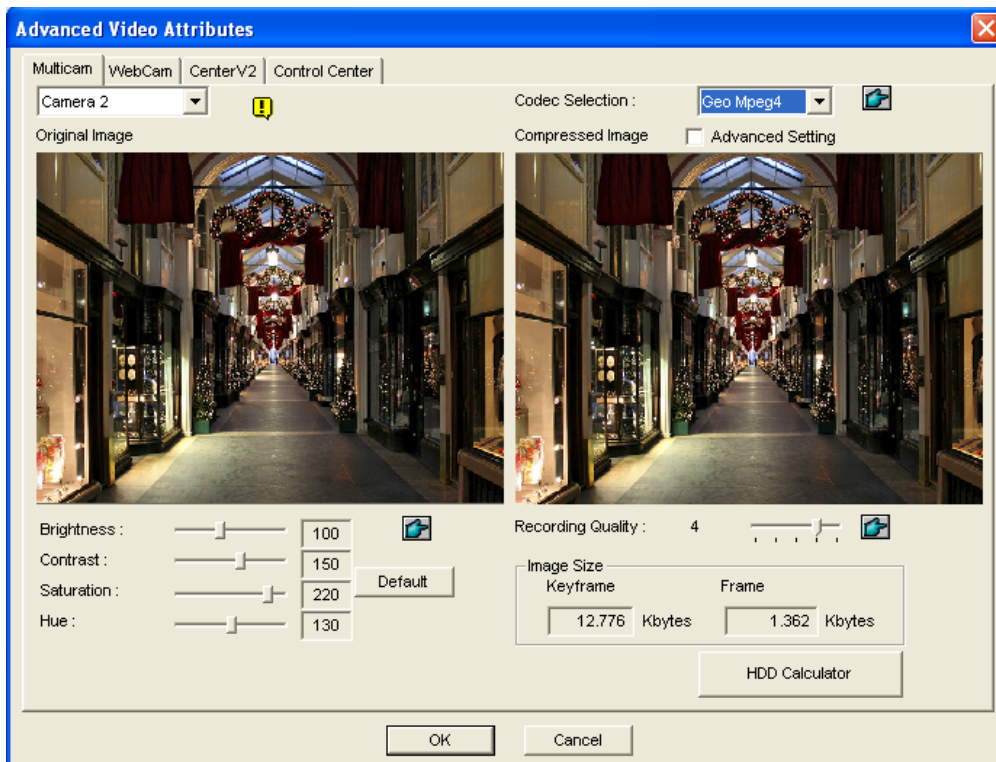 Advanced Video Attributes
Multicam WebCam CenterV2 Control Center
Camera 2
Codec Selection : Geo Mpeg4
Original Image
Compressed Image Advanced Setting
Brightness : 100
Contrast : 150
Saturation : 220
Hue : 130
Default
Recording Quality : 4
Image Size
Keyframe Frame
12.776 Kbytes 1.362 Kbytes
HDD Calculator
OK Cancel